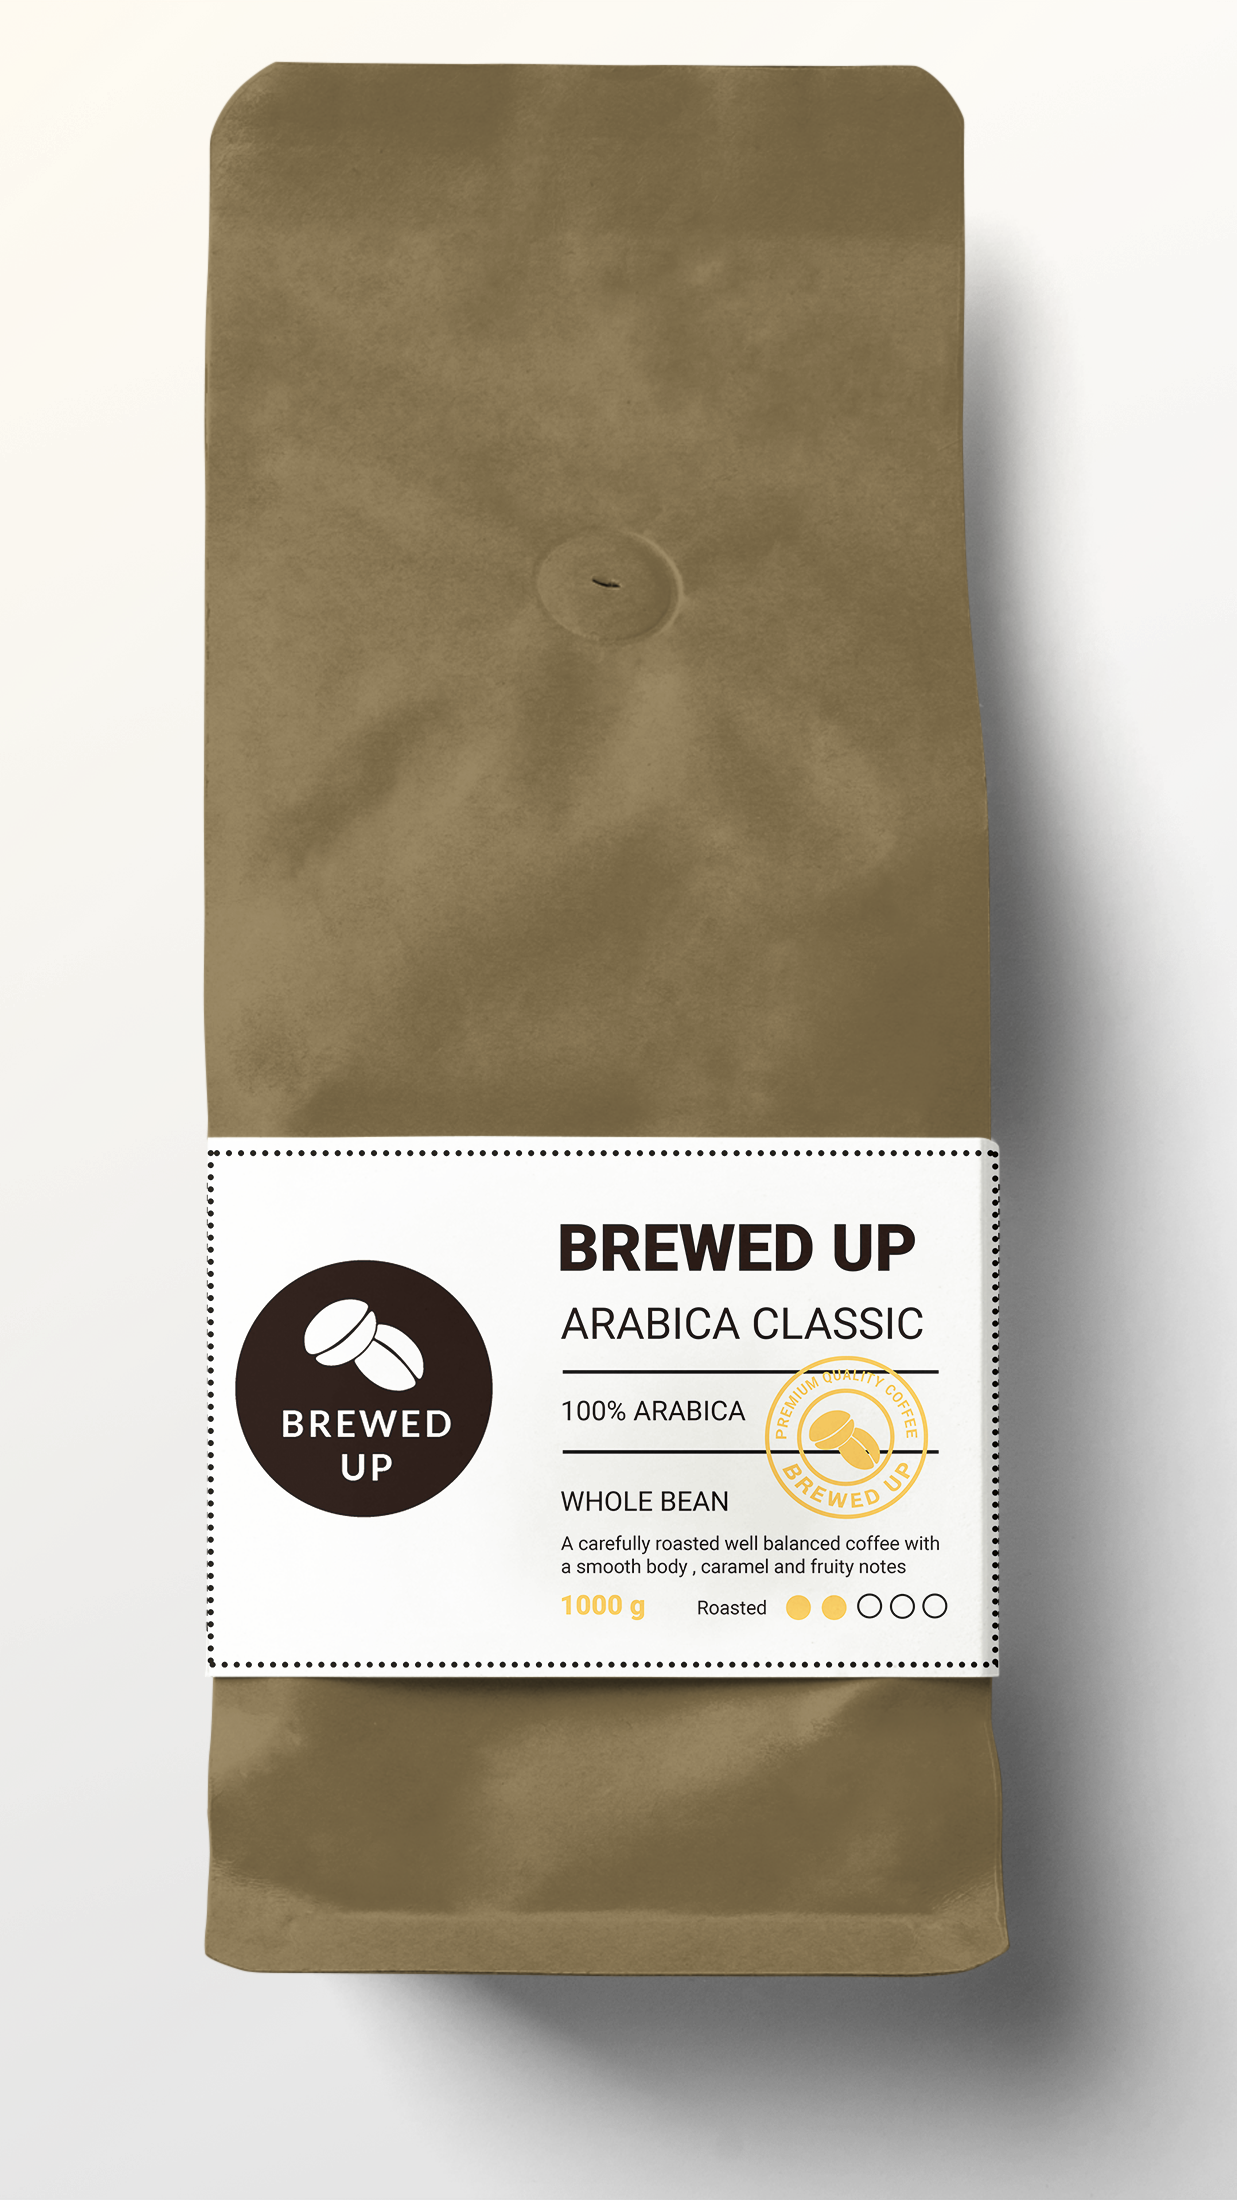 BREWED
UP
BREWED UP
ARABICA CLASSIC
100% ARABICA
PREMIUM QUALITY COFFEE
BREWED UP
WHOLE BEAN
A carefully roasted well balanced coffee with
a smooth body , caramel and fruity notes
1000 g Roasted